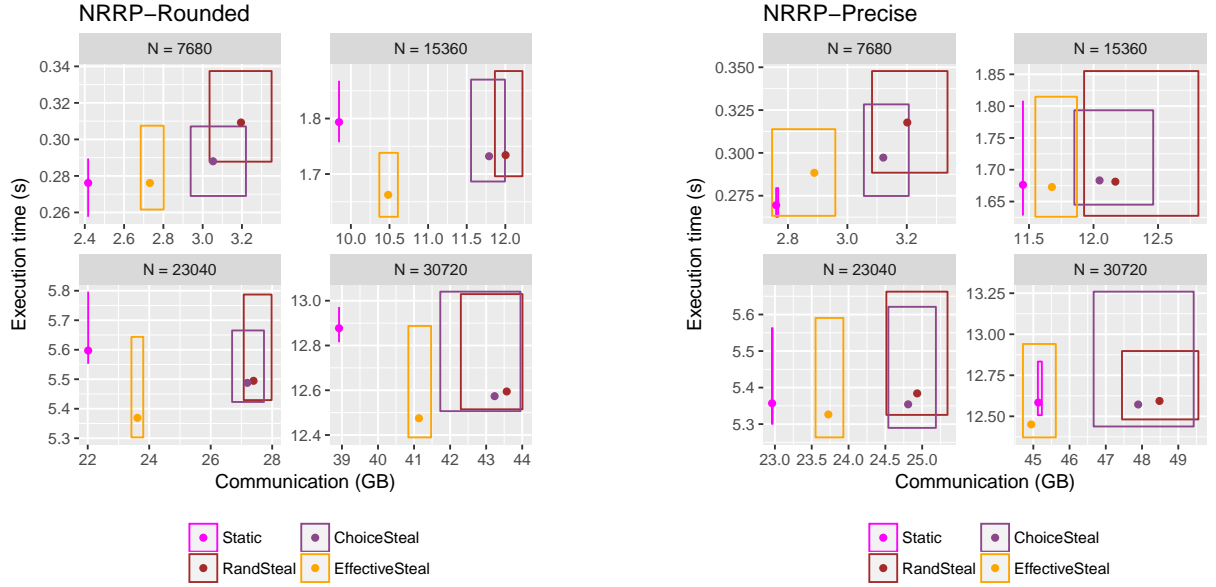 NRRP−Rounded
N = 7680
N = 15360
0.34
0.32
0.30
0.28
0.26
1.8
1.7
2.4 2.6 2.8 3.0 3.2
10.0 10.5 11.0 11.5 12.0
N = 23040
N = 30720
5.8
5.7
5.6
5.5
5.4
5.3
13.0
12.8
12.6
12.4
22 24 26 28
39 40 41 42 43 44
Execution time (s)
Communication (GB)
Static
ChoiceSteal
RandSteal
EffectiveSteal
NRRP−Precise
N = 7680
N = 15360
0.350
0.325
0.300
0.275
1.85
1.80
1.75
1.70
1.65
2.8 3.0 3.2
11.5 12.0 12.5
N = 23040
N = 30720
5.6
5.5
5.4
5.3
13.25
13.00
12.75
12.50
23.0 23.5 24.0 24.5 25.0
45 46 47 48 49
Execution time (s)
Communication (GB)
Static
ChoiceSteal
RandSteal
EffectiveSteal